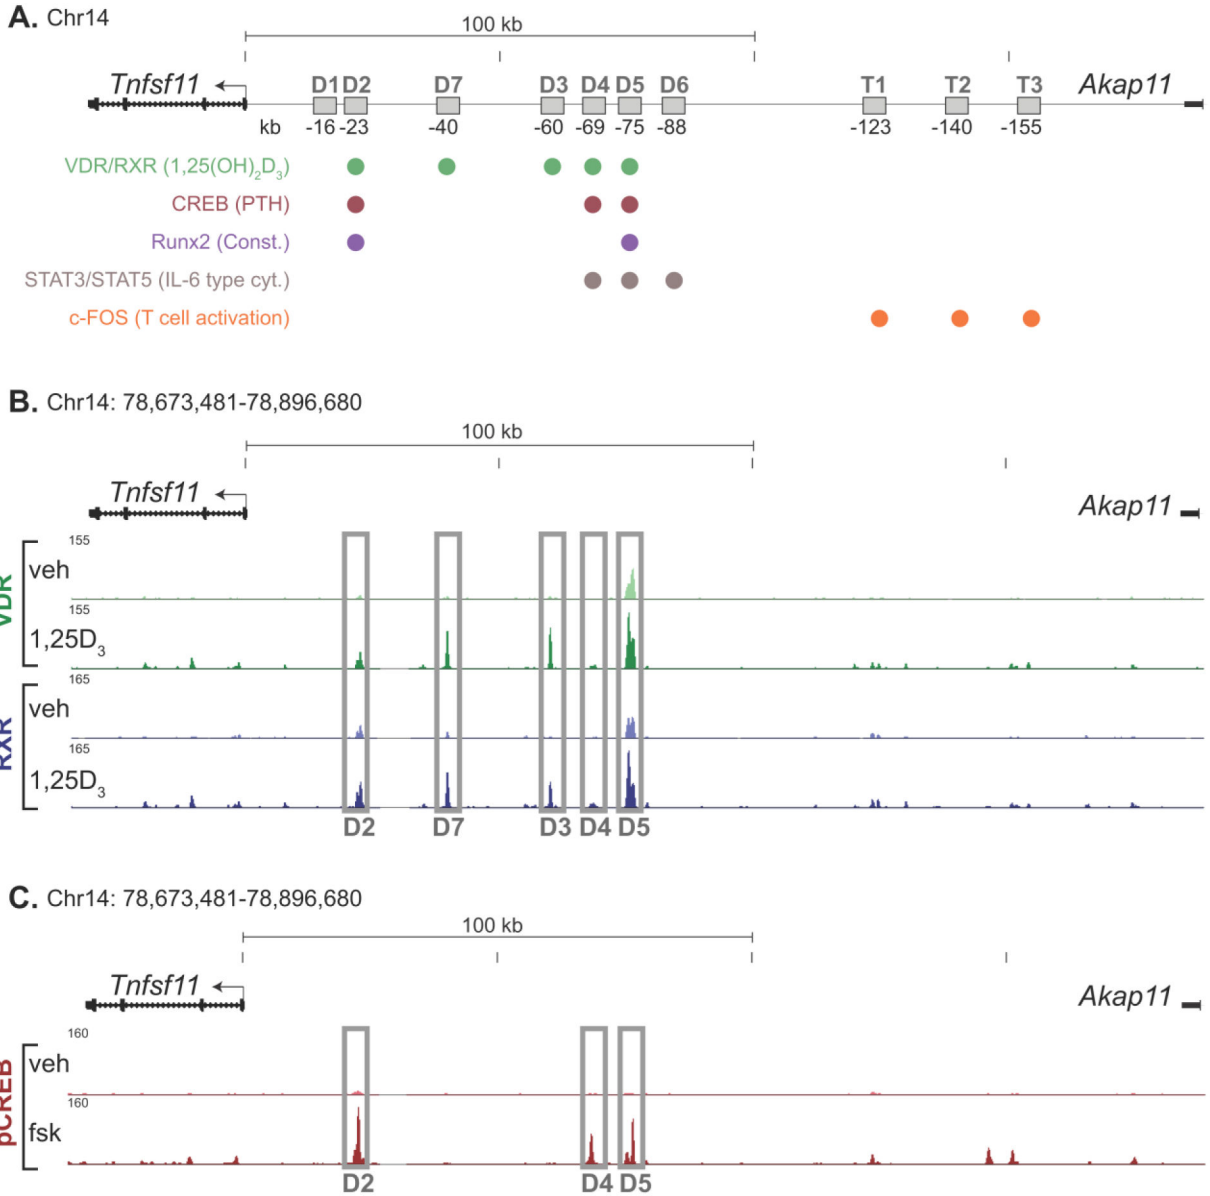 A. Chr14
100 kb
Tnfsf11 D1 D2 D7 D3 D4 D5 D6 T1 T2 T3 Akap11
kb -16 -23 -40 -60 -69 -75 -88 -123 -140 -155
VDR/RXR (1,25(OH)₂D₃)
CREB (PTH)
Runx2 (Const.)
STAT3/STAT5 (IL-6 type cyt.)
c-FOS (T cell activation)
B. Chr14: 78,673,481-78,896,680
100 kb
Tnfsf11 Akap11
VDR
155
veh
155
1,25D₃
RXR
165
veh
165
1,25D₃
D2 D7 D3 D4 D5
C. Chr14: 78,673,481-78,896,680
100 kb
Tnfsf11 Akap11
pCREB
160
veh
160
fsk
D2 D4 D5